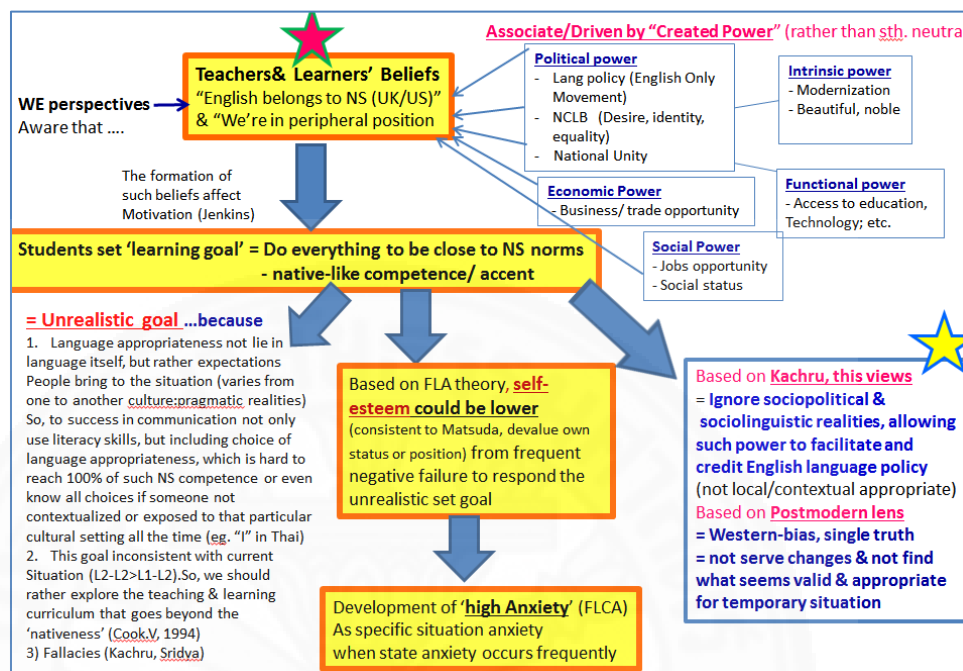 Associate/Driven by “Created Power” (rather than sth. neutra
Teachers& Learners’ Beliefs
“English belongs to NS (UK/US)”
& “We’re in peripheral position
WE perspectives
Aware that ....
Political power
- Lang policy (English Only
Movement)
- NCLB (Desire, identity,
equality)
- National Unity
Intrinsic power
- Modernization
- Beautiful, noble
Economic Power
- Business/ trade opportunity
Functional power
- Access to education,
Technology; etc.
Social Power
- Jobs opportunity
- Social status
The formation of
such beliefs affect
Motivation (Jenkins)
Students set ‘learning goal’ = Do everything to be close to NS norms
- native-like competence/ accent
= Unrealistic goal ...because
1. Language appropriateness not lie in
language itself, but rather expectations
People bring to the situation (varies from
one to another culture:pragmatic realities)
So, to success in communication not only
use literacy skills, but including choice of
language appropriateness, which is hard to
reach 100% of such NS competence or even
know all choices if someone not
contextualized or exposed to that particular
cultural setting all the time (eg. “I” in Thai)
2. This goal inconsistent with current
Situation (L2-L2>L1-L2).So, we should
rather explore the teaching & learning
curriculum that goes beyond the
‘nativeness’ (Cook.V, 1994)
3) Fallacies (Kachru, Sridya)
Based on FLA theory, self-
esteem could be lower
(consistent to Matsuda, devalue own
status or position) from frequent
negative failure to respond the
unrealistic set goal
Development of ‘high Anxiety’ (FLCA)
As specific situation anxiety
when state anxiety occurs frequently
Based on Kachru, this views
= Ignore sociopolitical &
sociolinguistic realities, allowing
such power to facilitate and
credit English language policy
(not local/contextual appropriate)
Based on Postmodern lens
= Western-bias, single truth
= not serve changes & not find
what seems valid & appropriate
for temporary situation